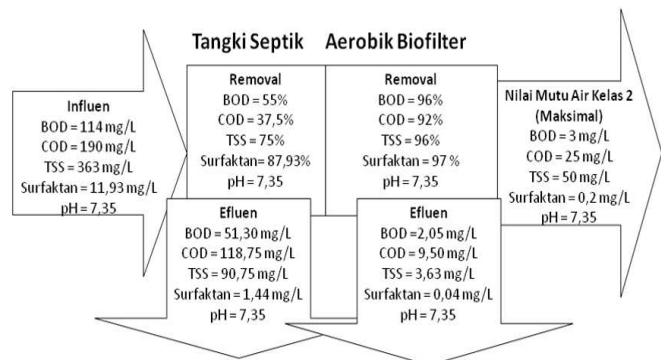 Tangki Septik
Aerobik Biofilter
Influen
BOD = 114 mg/L
COD = 190 mg/L
TSS = 363 mg/L
Surfaktan = 11,93 mg/L
pH = 7,35
Removal
BOD = 55%
COD = 37,5%
TSS = 75%
Surfaktan = 87,93%
pH = 7,35
Removal
BOD = 96%
COD = 92%
TSS = 96%
Surfaktan = 97 %
pH = 7,35
Nilai Mutu Air Kelas 2
(Maksimal)
BOD = 3 mg/L
COD = 25 mg/L
TSS = 50 mg/L
Surfaktan = 0,2 mg/L
pH = 7,35
Efluen
BOD = 51,30 mg/L
COD = 118,75 mg/L
TSS = 90,75 mg/L
Surfaktan = 1,44 mg/L
pH = 7,35
Efluen
BOD = 2,05 mg/L
COD = 9,50 mg/L
TSS = 3,63 mg/L
Surfaktan = 0,04 mg/L
pH = 7,35